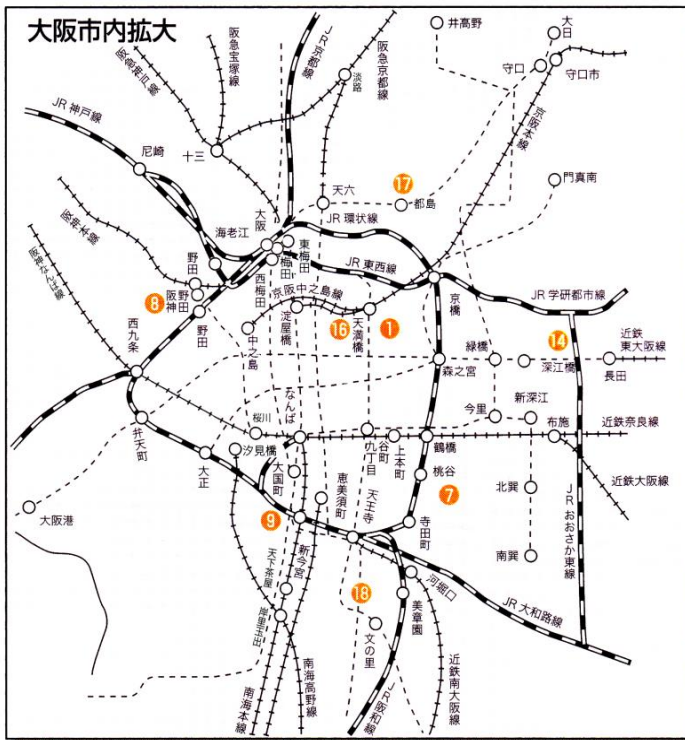 大阪市内拡大
阪急神戸線
阪急宝塚線
JR京都線
阪急京都線
淡路
井高野
大日
守口
守口市
京阪本線
JR神戸線
尼崎
十三
天六
⑰
都島
門真南
阪神本線
阪神なんば線
海老江
大阪
JR環状線
東梅田
梅田
西梅田
JR東西線
野田
阪神野田
⑧
野田
京阪中之島線
淀屋橋
⑯
天満橋
①
京橋
JR学研都市線
西九条
中之島
森之宮
緑橋
⑭
深江橋
近鉄東大阪線
長田
新深江
今里
弁天町
桜川
なんば
谷町九丁目
上本町
鶴橋
布施
近鉄奈良線
大正
汐見橋
大国町
恵美須町
天王寺
桃谷
⑦
北巽
近鉄大阪線
大阪港
⑨
寺田町
南巽
JRおおさか東線
天下茶屋
新今宮
河堀口
⑱
岸里玉出
文の里
美章園
JR大和路線
南海本線
南海高野線
JR阪和線
近鉄南大阪線